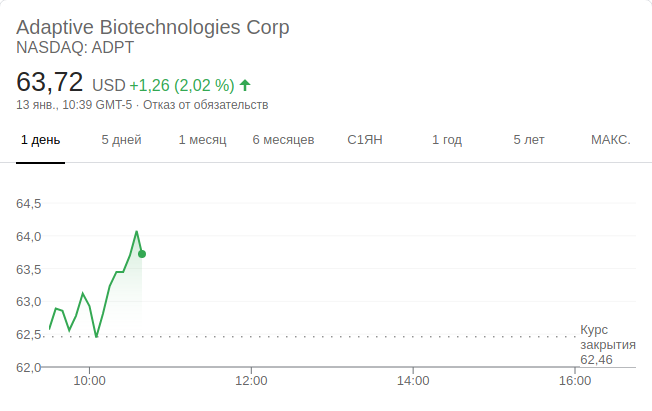 Adaptive Biotechnologies Corp
NASDAQ: ADPT
63,72 USD +1,26 (2,02 %)
13 янв., 10:39 GMT-5 · Отказ от обязательств
1 день 5 дней 1 месяц 6 месяцев С1ЯН 1 год 5 лет МАКС.
64,5
64,0
63,5
63,0
62,5
Курс
закрытия
62,46
62,0
10:00 12:00 14:00 16:00